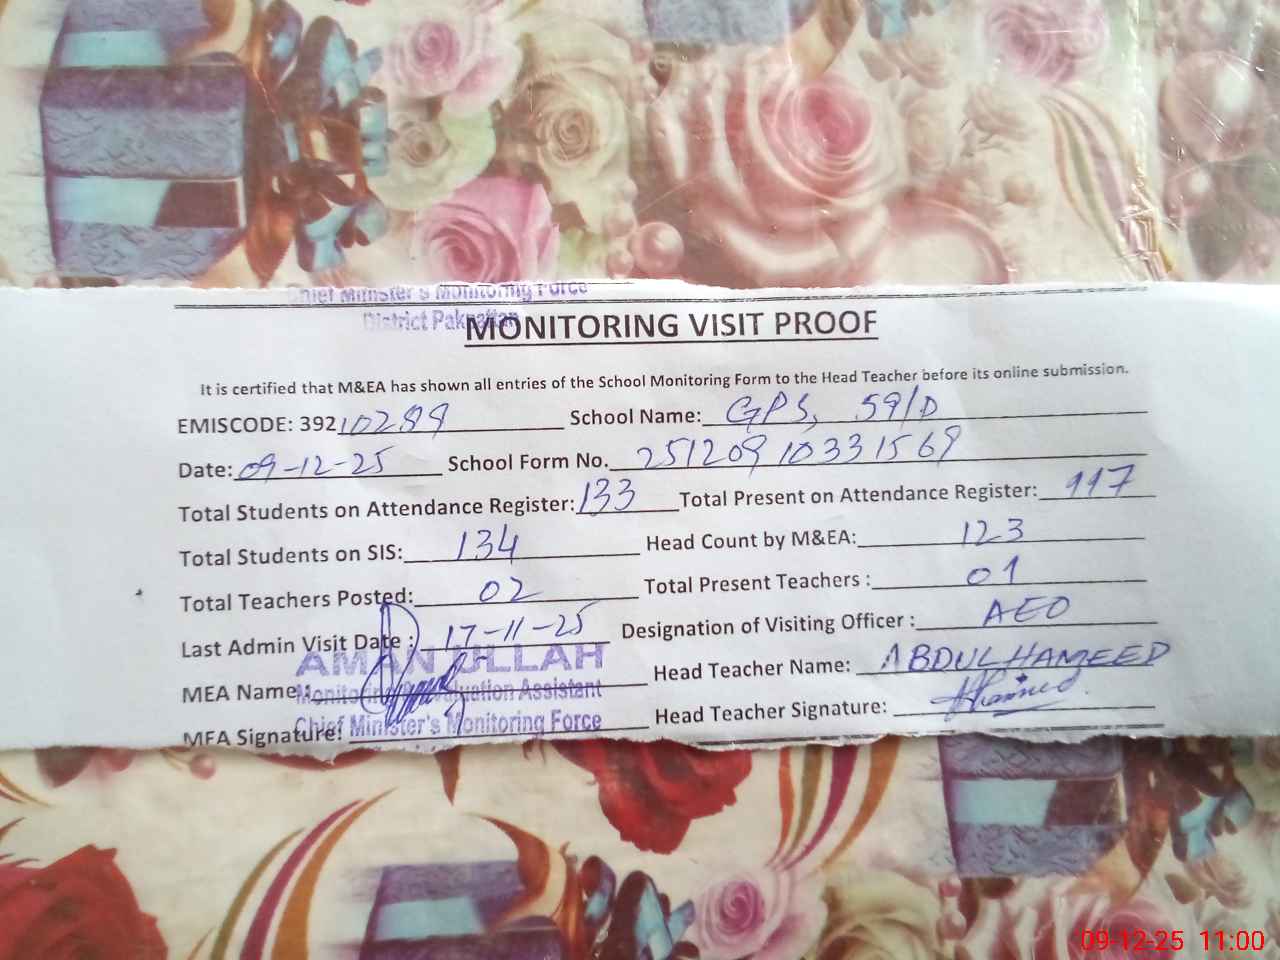 Chief Minister's Monitoring Force
District Pakpattan
MONITORING VISIT PROOF
It is certified that M&EA has shown all entries of the School Monitoring Form to the Head Teacher before its online submission.
EMISCODE: 39210289 School Name: GPS, 59/D
Date: 09-12-25 School Form No. 25120910331569
Total Students on Attendance Register: 133 Total Present on Attendance Register: 117
Total Students on SIS: 134 Head Count by M&EA: 123
Total Teachers Posted: 02 Total Present Teachers : 01
Last Admin Visit Date : 17-11-25 Designation of Visiting Officer : AEO
AMAN ULLAH
MEA Name Monitoring Evaluation Assistant Head Teacher Name: ABDULHAMEED
MEA Signature: Chief Minister's Monitoring Force Head Teacher Signature:
09-12-25 11:00